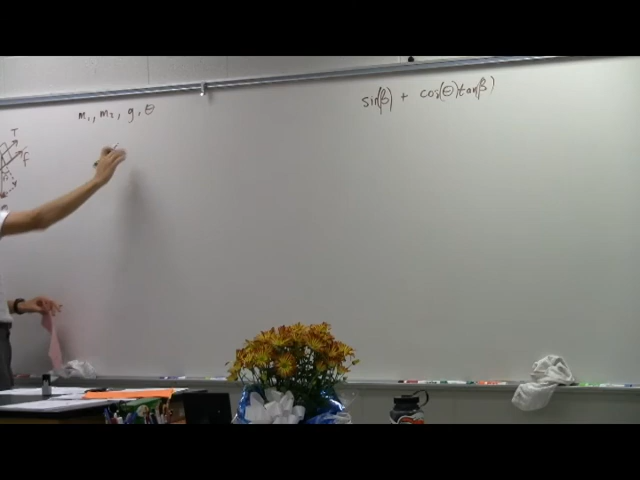 m₁, m₂, g, θ
sin(β) + cos(θ)tan(β)
T
f